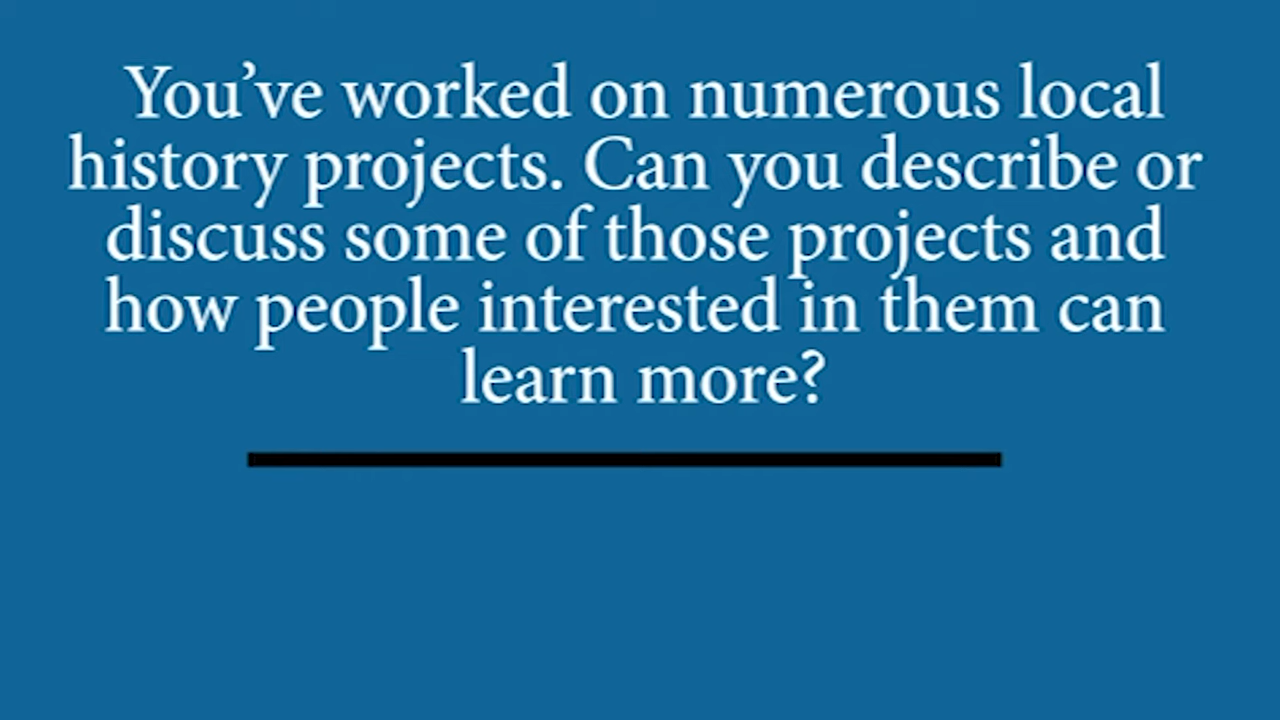 You’ve worked on numerous local
history projects. Can you describe or
discuss some of those projects and
how people interested in them can
learn more?